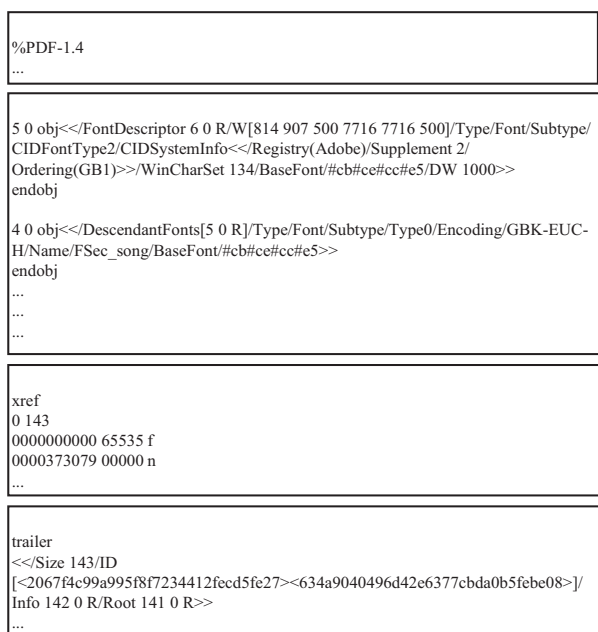 %PDF-1.4
...
5 0 obj<</FontDescriptor 6 0 R/W[814 907 500 7716 7716 500]/Type/Font/Subtype/
CIDFontType2/CIDSystemInfo<</Registry(Adobe)/Supplement 2/
Ordering(GB1)>>/WinCharSet 134/BaseFont/#cb#ce#cc#e5/DW 1000>>
endobj
4 0 obj<</DescendantFonts[5 0 R]/Type/Font/Subtype/Type0/Encoding/GBK-EUC-
H/Name/FSec_song/BaseFont/#cb#ce#cc#e5>>
endobj
...
...
...
xref
0 143
0000000000 65535 f
0000373079 00000 n
...
trailer
<</Size 143/ID
[<2067f4c99a995f8f7234412fecd5fe27><634a9040496d42e6377cbda0b5febe08>]/
Info 142 0 R/Root 141 0 R>>
...